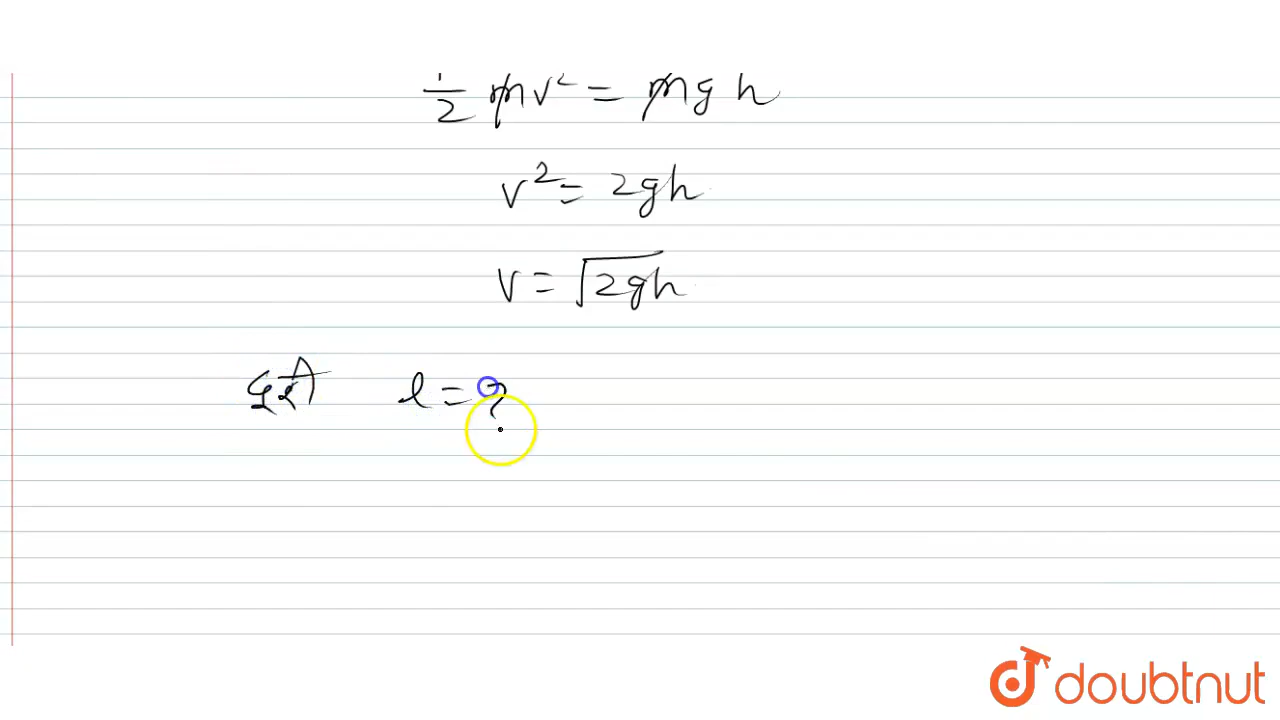 1/2 mv² = mgh
v² = 2gh
v = √2gh
l = ?
doubtnut